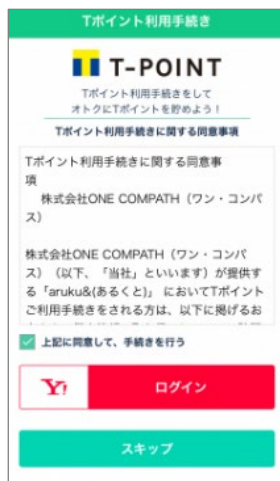 Tポイント利用手続き
T-POINT
Tポイント利用手続きをして
オトクにTポイントを貯めよう！
Tポイント利用手続きに関する同意事項
Tポイント利用手続きに関する同意事
項
株式会社ONE COMPATH（ワン・コンパ
ス）
株式会社ONE COMPATH（ワン・コンパ
ス）（以下、「当社」といいます）が提供す
る「aruku&(あるくと)」 においてTポイント
ご利用手続きをされる方は、以下に掲げるお
上記に同意して、手続きを行う
Y!
ログイン
スキップ